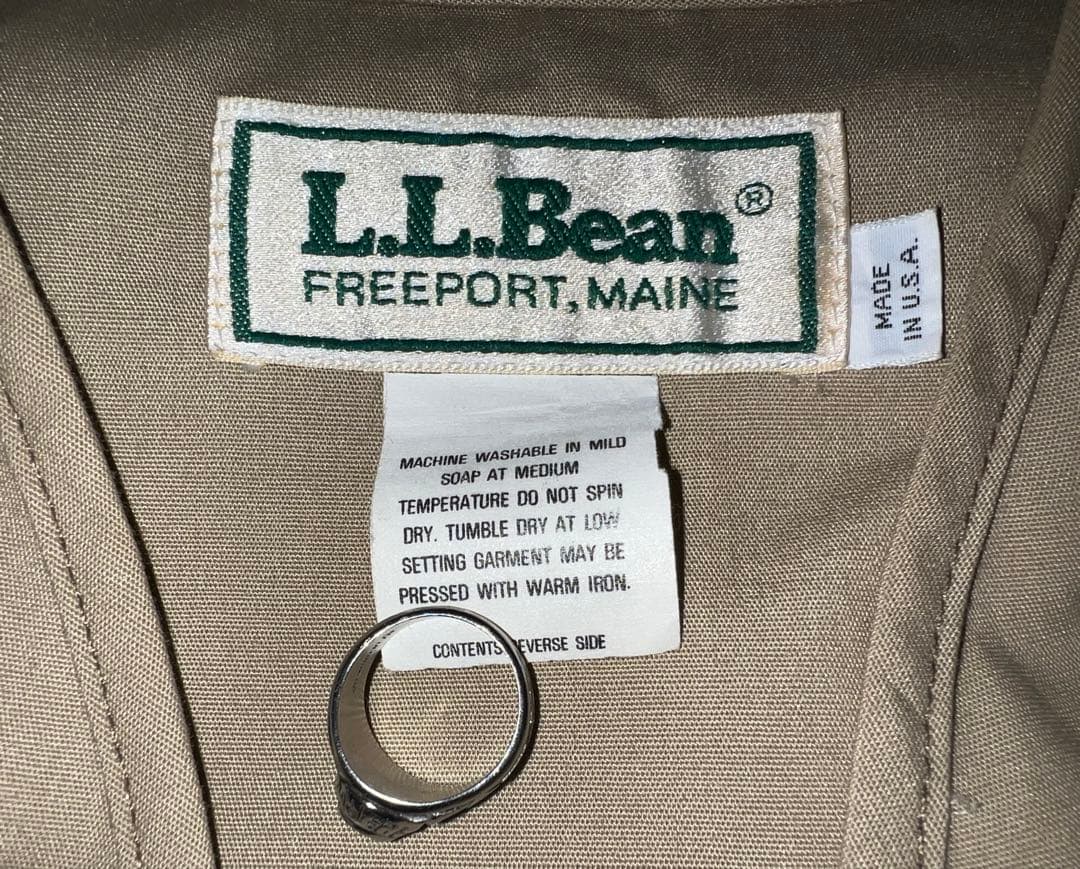 L.L.Bean®
FREEPORT, MAINE
MADE
IN U.S.A.
MACHINE WASHABLE IN MILD
SOAP AT MEDIUM
TEMPERATURE DO NOT SPIN
DRY. TUMBLE DRY AT LOW
SETTING GARMENT MAY BE
PRESSED WITH WARM IRON.
CONTENTS EVERSE SIDE